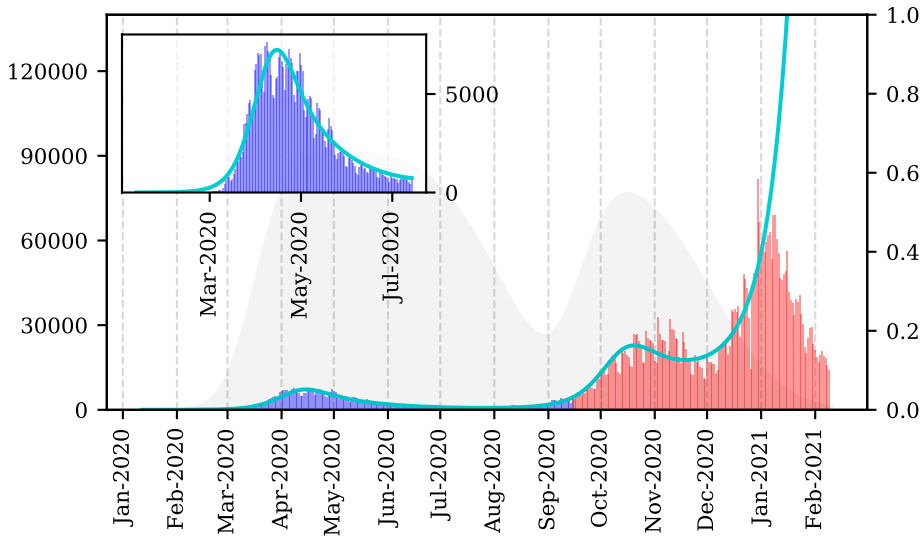 120000
90000
60000
30000
0
5000
0
Mar-2020
May-2020
Jul-2020
1.0
0.8
0.6
0.4
0.2
0.0
Jan-2020
Feb-2020
Mar-2020
Apr-2020
May-2020
Jun-2020
Jul-2020
Aug-2020
Sep-2020
Oct-2020
Nov-2020
Dec-2020
Jan-2021
Feb-2021